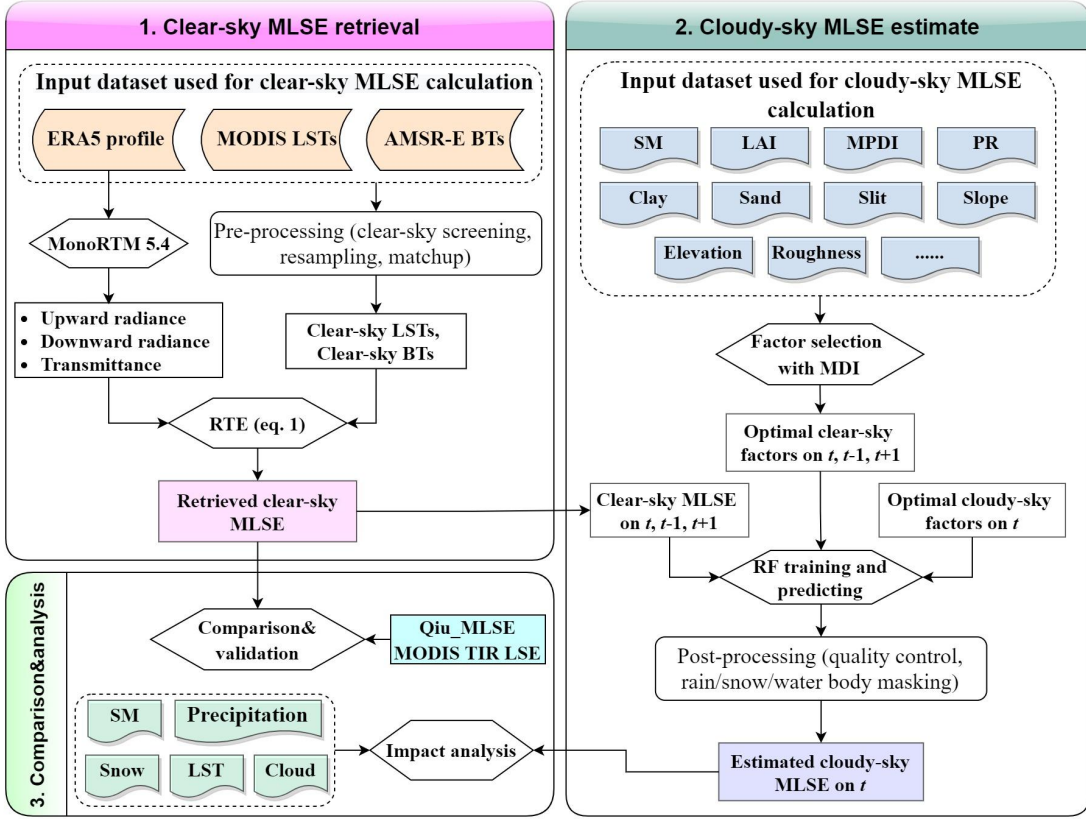 1. Clear-sky MLSE retrieval
Input dataset used for clear-sky MLSE calculation
ERA5 profile
MODIS LSTs
AMSR-E BTs
MonoRTM 5.4
Pre-processing (clear-sky screening,
resampling, matchup)
• Upward radiance
• Downward radiance
• Transmittance
Clear-sky LSTs,
Clear-sky BTs
RTE (eq. 1)
Retrieved clear-sky
MLSE
2. Cloudy-sky MLSE estimate
Input dataset used for cloudy-sky MLSE
calculation
SM
LAI
MPDI
PR
Clay
Sand
Slit
Slope
Elevation
Roughness
......
Factor selection
with MDI
Optimal clear-sky
factors on t, t-1, t+1
Clear-sky MLSE
on t, t-1, t+1
Optimal cloudy-sky
factors on t
RF training and
predicting
Post-processing (quality control,
rain/snow/water body masking)
Estimated cloudy-sky
MLSE on t
3. Comparison&analysis
Comparison&
validation
Qiu_MLSE
MODIS TIR LSE
SM
Precipitation
Snow
LST
Cloud
Impact analysis